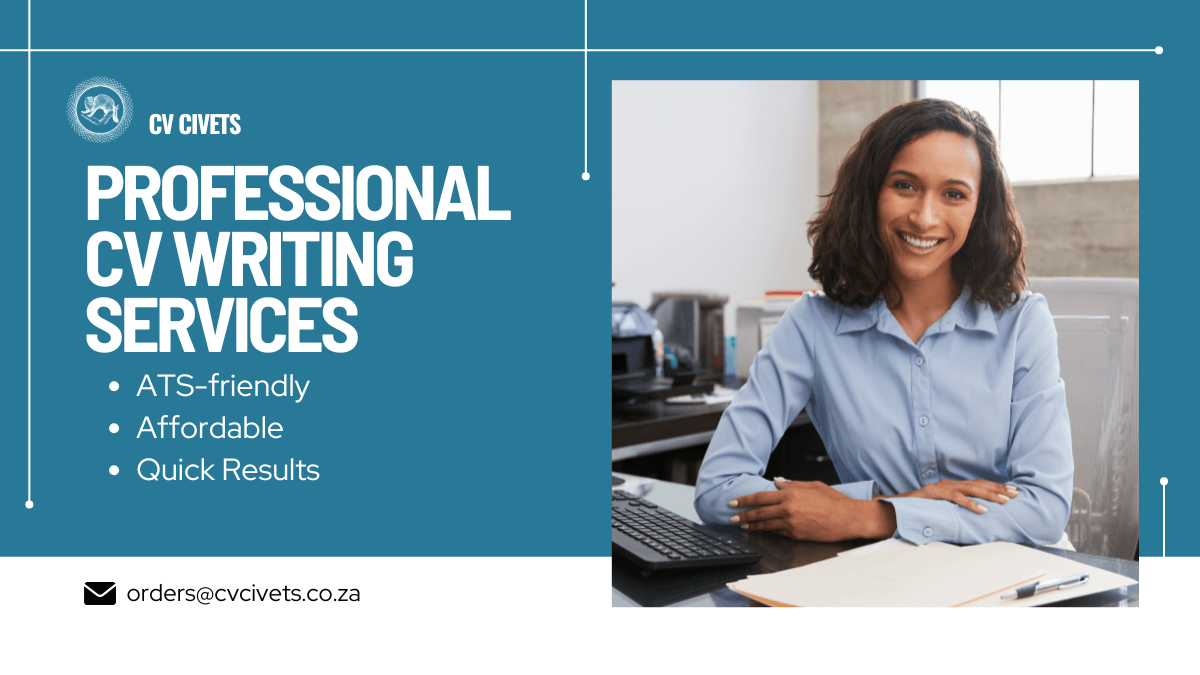 CV CIVETS
PROFESSIONAL
CV WRITING
SERVICES
• ATS-friendly
• Affordable
• Quick Results
orders@cvcivets.co.za